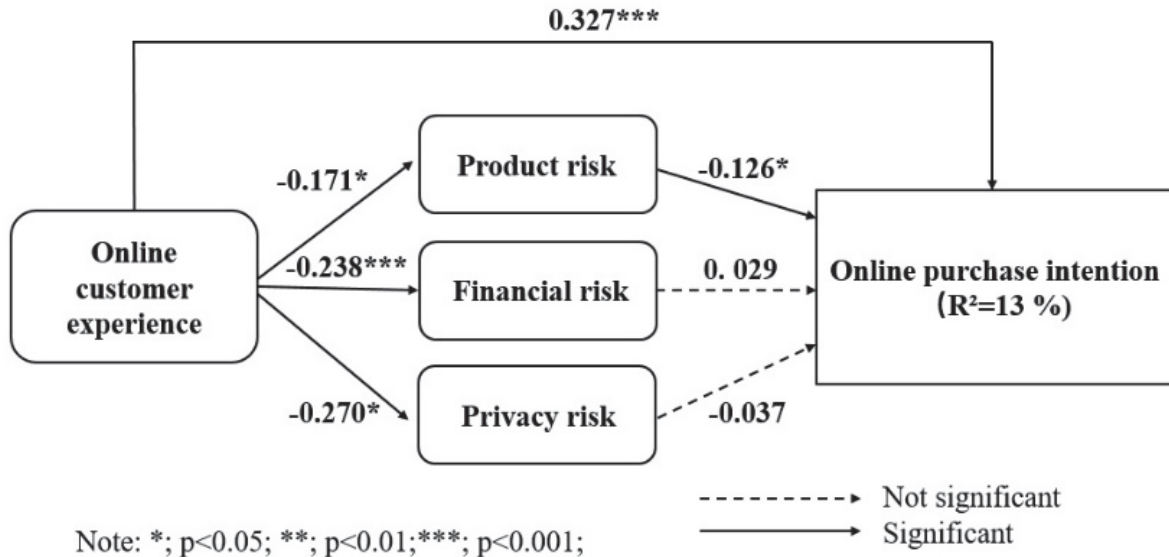 0.327***
Product risk
-0.171*
-0.126*
Online
customer
experience
-0.238***
Financial risk
0. 029
Online purchase intention
(R²=13 %)
-0.270*
Privacy risk
-0.037
Not significant
Significant
Note: *; p<0.05; **; p<0.01;***; p<0.001;